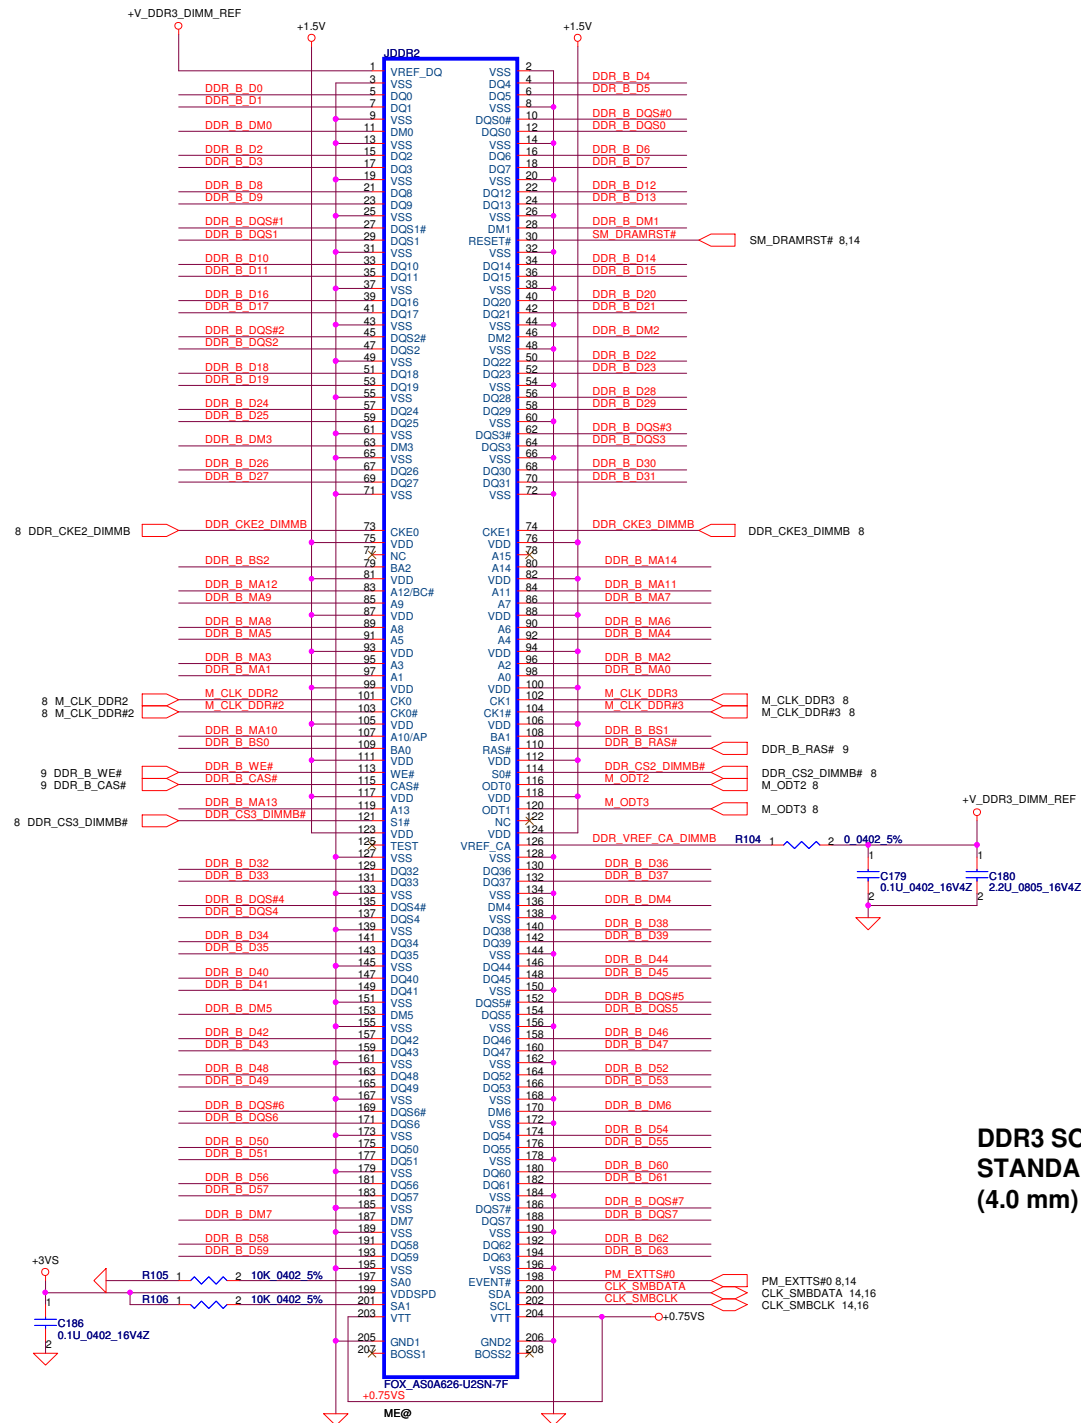 +V_DDR3_DIMM_REF
+1.5V
+1.5V
JDDR2
1 VREF_DQ VSS 2
3 VSS DQ4 4 DDR_B_D4
DDR_B_D0 5 DQ0 DQ5 6 DDR_B_D5
DDR_B_D1 7 DQ1 VSS 8
9 VSS DQS0# 10 DDR_B_DQS#0
DDR_B_DM0 11 DM0 DQS0 12 DDR_B_DQS0
13 VSS VSS 14
DDR_B_D2 15 DQ2 DQ6 16 DDR_B_D6
DDR_B_D3 17 DQ3 DQ7 18 DDR_B_D7
19 VSS VSS 20
DDR_B_D8 21 DQ8 DQ12 22 DDR_B_D12
DDR_B_D9 23 DQ9 DQ13 24 DDR_B_D13
25 VSS VSS 26
DDR_B_DQS#1 27 DQS1# DM1 28 DDR_B_DM1
DDR_B_DQS1 29 DQS1 RESET# 30 SM_DRAMRST# SM_DRAMRST# 8,14
31 VSS VSS 32
DDR_B_D10 33 DQ10 DQ14 34 DDR_B_D14
DDR_B_D11 35 DQ11 DQ15 36 DDR_B_D15
37 VSS VSS 38
DDR_B_D16 39 DQ16 DQ20 40 DDR_B_D20
DDR_B_D17 41 DQ17 DQ21 42 DDR_B_D21
43 VSS VSS 44
DDR_B_DQS#2 45 DQS2# DM2 46 DDR_B_DM2
DDR_B_DQS2 47 DQS2 VSS 48
49 VSS DQ22 50 DDR_B_D22
DDR_B_D18 51 DQ18 DQ23 52 DDR_B_D23
DDR_B_D19 53 DQ19 VSS 54
55 VSS DQ28 56 DDR_B_D28
DDR_B_D24 57 DQ24 DQ29 58 DDR_B_D29
DDR_B_D25 59 DQ25 VSS 60
61 VSS DQS3# 62 DDR_B_DQS#3
DDR_B_DM3 63 DM3 DQS3 64 DDR_B_DQS3
65 VSS VSS 66
DDR_B_D26 67 DQ26 DQ30 68 DDR_B_D30
DDR_B_D27 69 DQ27 DQ31 70 DDR_B_D31
71 VSS VSS 72
8 DDR_CKE2_DIMMB DDR_CKE2_DIMMB 73 CKE0 CKE1 74 DDR_CKE3_DIMMB DDR_CKE3_DIMMB 8
75 VDD VDD 76
77 NC A15 78
DDR_B_BS2 79 BA2 A14 80 DDR_B_MA14
81 VDD VDD 82
DDR_B_MA12 83 A12/BC# A11 84 DDR_B_MA11
DDR_B_MA9 85 A9 A7 86 DDR_B_MA7
87 VDD VDD 88
DDR_B_MA8 89 A8 A6 90 DDR_B_MA6
DDR_B_MA5 91 A5 A4 92 DDR_B_MA4
93 VDD VDD 94
DDR_B_MA3 95 A3 A2 96 DDR_B_MA2
DDR_B_MA1 97 A1 A0 98 DDR_B_MA0
99 VDD VDD 100
8 M_CLK_DDR2 M_CLK_DDR2 101 CK0 CK1 102 M_CLK_DDR3 M_CLK_DDR3 8
8 M_CLK_DDR#2 M_CLK_DDR#2 103 CK0# CK1# 104 M_CLK_DDR#3 M_CLK_DDR#3 8
105 VDD VDD 106
DDR_B_MA10 107 A10/AP BA1 108 DDR_B_BS1
DDR_B_BS0 109 BA0 RAS# 110 DDR_B_RAS# DDR_B_RAS# 9
111 VDD VDD 112
9 DDR_B_WE# DDR_B_WE# 113 WE# S0# 114 DDR_CS2_DIMMB# DDR_CS2_DIMMB# 8
9 DDR_B_CAS# DDR_B_CAS# 115 CAS# ODT0 116 M_ODT2 M_ODT2 8
117 VDD VDD 118
DDR_B_MA13 119 A13 ODT1 120 M_ODT3 M_ODT3 8
8 DDR_CS3_DIMMB# DDR_CS3_DIMMB# 121 S1# NC 122
+V_DDR3_DIMM_REF
123 VDD VDD 124
125 TEST VREF_CA 126 DDR_VREF_CA_DIMMB R104 1 2 0_0402_5%
127 VSS VSS 128
DDR_B_D32 129 DQ32 DQ36 130 DDR_B_D36
DDR_B_D33 131 DQ33 DQ37 132 DDR_B_D37
1 C179 0.1U_0402_16V4Z 2
1 C180 2.2U_0805_16V4Z 2
133 VSS VSS 134
DDR_B_DQS#4 135 DQS4# DM4 136 DDR_B_DM4
DDR_B_DQS4 137 DQS4 VSS 138
139 VSS DQ38 140 DDR_B_D38
DDR_B_D34 141 DQ34 DQ39 142 DDR_B_D39
DDR_B_D35 143 DQ35 VSS 144
145 VSS DQ44 146 DDR_B_D44
DDR_B_D40 147 DQ40 DQ45 148 DDR_B_D45
DDR_B_D41 149 DQ41 VSS 150
151 VSS DQS5# 152 DDR_B_DQS#5
DDR_B_DM5 153 DM5 DQS5 154 DDR_B_DQS5
155 VSS VSS 156
DDR_B_D42 157 DQ42 DQ46 158 DDR_B_D46
DDR_B_D43 159 DQ43 DQ47 160 DDR_B_D47
161 VSS VSS 162
DDR_B_D48 163 DQ48 DQ52 164 DDR_B_D52
DDR_B_D49 165 DQ49 DQ53 166 DDR_B_D53
167 VSS VSS 168
DDR_B_DQS#6 169 DQS6# DM6 170 DDR_B_DM6
DDR_B_DQS6 171 DQS6 VSS 172
173 VSS DQ54 174 DDR_B_D54
DDR_B_D50 175 DQ50 DQ55 176 DDR_B_D55
DDR_B_D51 177 DQ51 VSS 178
179 VSS DQ60 180 DDR_B_D60
DDR_B_D56 181 DQ56 DQ61 182 DDR_B_D61
DDR_B_D57 183 DQ57 VSS 184
185 VSS DQS7# 186 DDR_B_DQS#7
DDR_B_DM7 187 DM7 DQS7 188 DDR_B_DQS7
189 VSS VSS 190
DDR_B_D58 191 DQ58 DQ62 192 DDR_B_D62
DDR_B_D59 193 DQ59 DQ63 194 DDR_B_D63
195 VSS VSS 196
DDR3 SO
STANDA
(4.0 mm)
+3VS
R105 1 2 10K_0402_5% 197 SA0 EVENT# 198 PM_EXTTS#0 PM_EXTTS#0 8,14
199 VDDSPD SDA 200 CLK_SMBDATA CLK_SMBDATA 14,16
R106 1 2 10K_0402_5% 201 SA1 SCL 202 CLK_SMBCLK CLK_SMBCLK 14,16
203 VTT VTT 204 +0.75VS
1 C186 0.1U_0402_16V4Z 2
205 GND1 GND2 206
207 BOSS1 BOSS2 208
FOX_AS0A626-U2SN-7F
+0.75VS
ME@